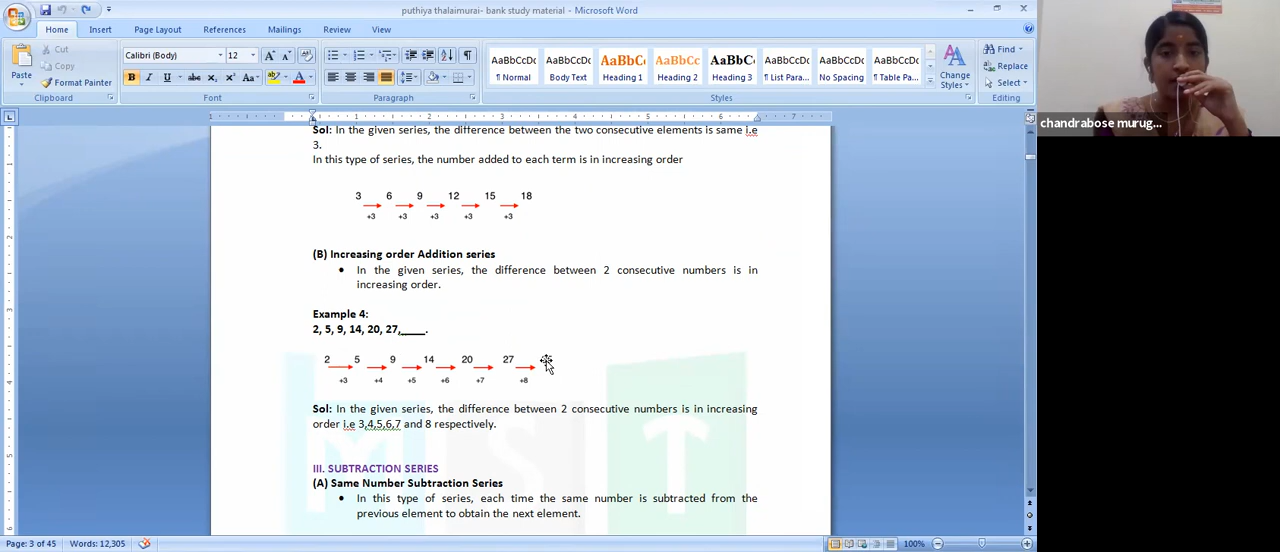 puthiya thalaimurai- bank study material - Microsoft Word
Home Insert Page Layout References Mailings Review View
Paste
Cut
Copy
Format Painter
Clipboard
Calibri (Body) 12
Font
Paragraph
AaBbCcDc AaBbCcDc AaBbC AaBbCc AaBbCc AaBbCcDc AaBbCcDc AaBbCcDc
¶ Normal Body Text Heading 1 Heading 2 Heading 3 ¶ List Para... ¶ No Spacing ¶ Table Pa...
Change Styles
Styles
Find
Replace
Select
Editing
chandrabose murug...
Sol: In the given series, the difference between the two consecutive elements is same i.e
3.
In this type of series, the number added to each term is in increasing order
3 6 9 12 15 18
+3 +3 +3 +3 +3
(B) Increasing order Addition series
• In the given series, the difference between 2 consecutive numbers is in
increasing order.
Example 4:
2, 5, 9, 14, 20, 27,____.
2 5 9 14 20 27
+3 +4 +5 +6 +7 +8
Sol: In the given series, the difference between 2 consecutive numbers is in increasing
order i.e 3,4,5,6,7 and 8 respectively.
III. SUBTRACTION SERIES
(A) Same Number Subtraction Series
• In this type of series, each time the same number is subtracted from the
previous element to obtain the next element.
Page: 3 of 45 Words: 12,305 100%